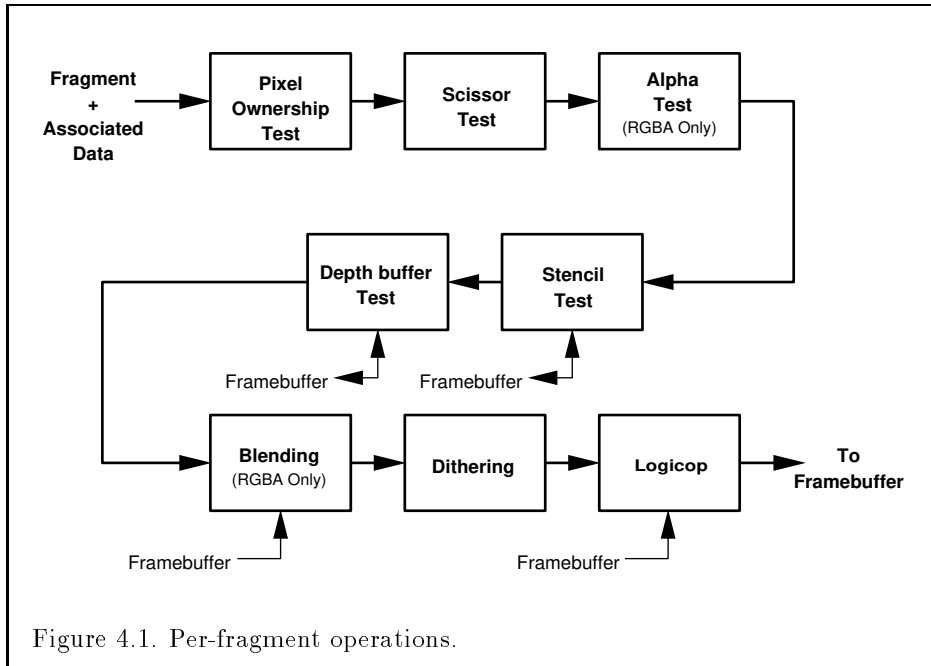 Fragment
+
Associated
Data
Pixel
Ownership
Test
Scissor
Test
Alpha
Test
(RGBA Only)
Depth buffer
Test
Stencil
Test
Framebuffer
Framebuffer
Blending
(RGBA Only)
Dithering
Logicop
To
Framebuffer
Framebuffer
Framebuffer
Figure 4.1. Per-fragment operations.